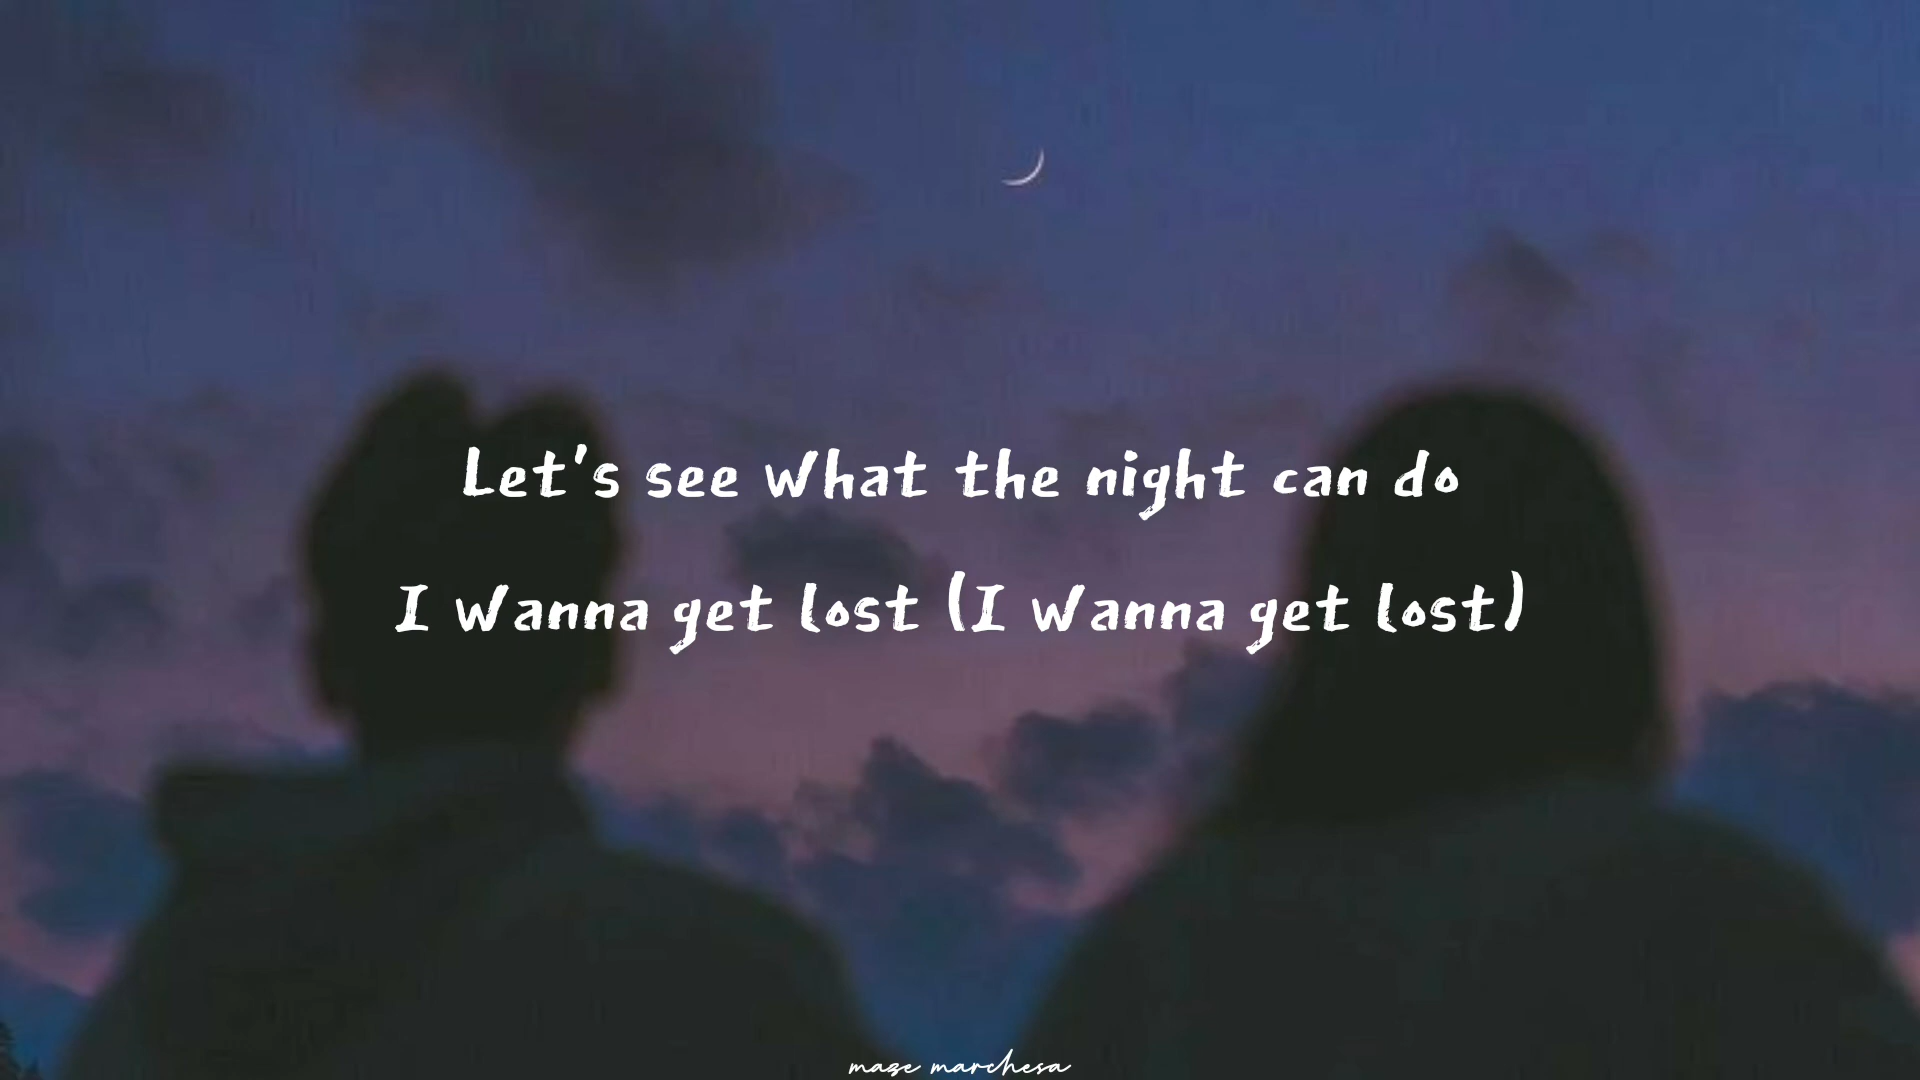 Let's see what the night can do
I wanna get lost (I wanna get lost)
maze marchesa